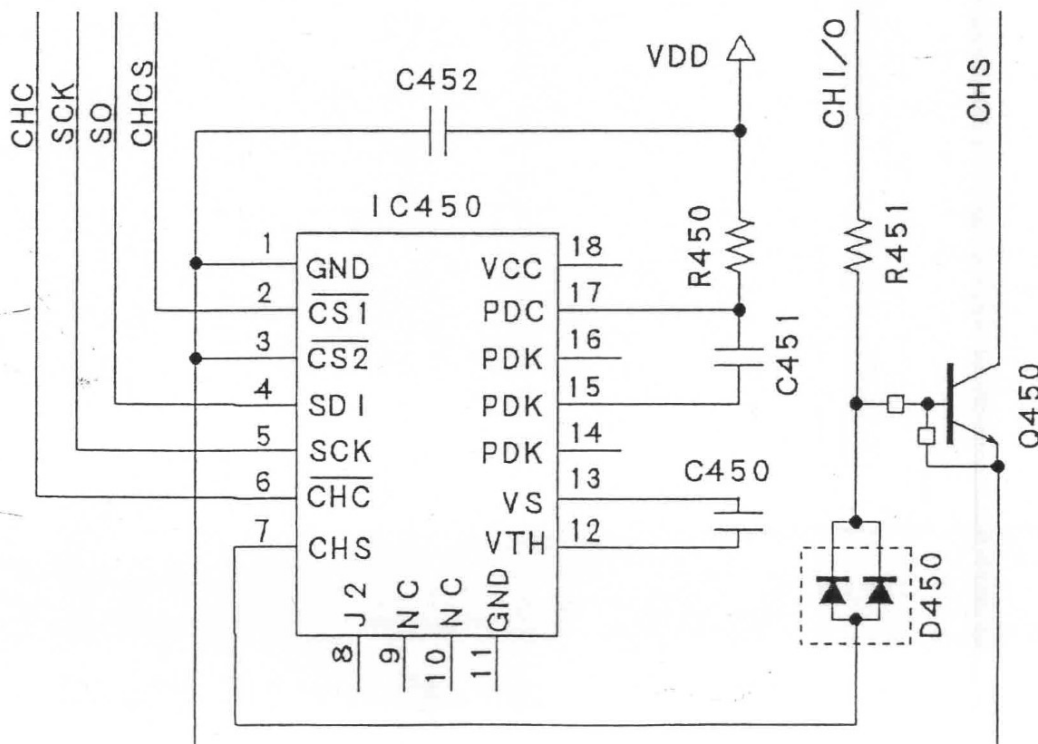 CHC
SCK
SO
CHCS
C452
VDD
CHI/O
CHS
IC450
R450
R451
1
GND
VCC
18
2
CS1
PDC
17
3
CS2
PDK
16
C451
4
SDI
PDK
15
Q450
5
SCK
PDK
14
C450
6
CHC
VS
13
7
CHS
VTH
12
J2
NC
NC
GND
D450
8
9
10
11